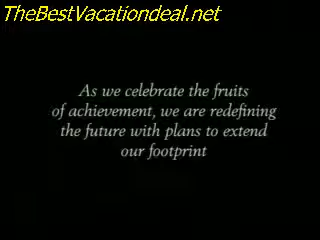 TheBestVacationdeal.net
As we celebrate the fruits
of achievement, we are redefining
the future with plans to extend
our footprint